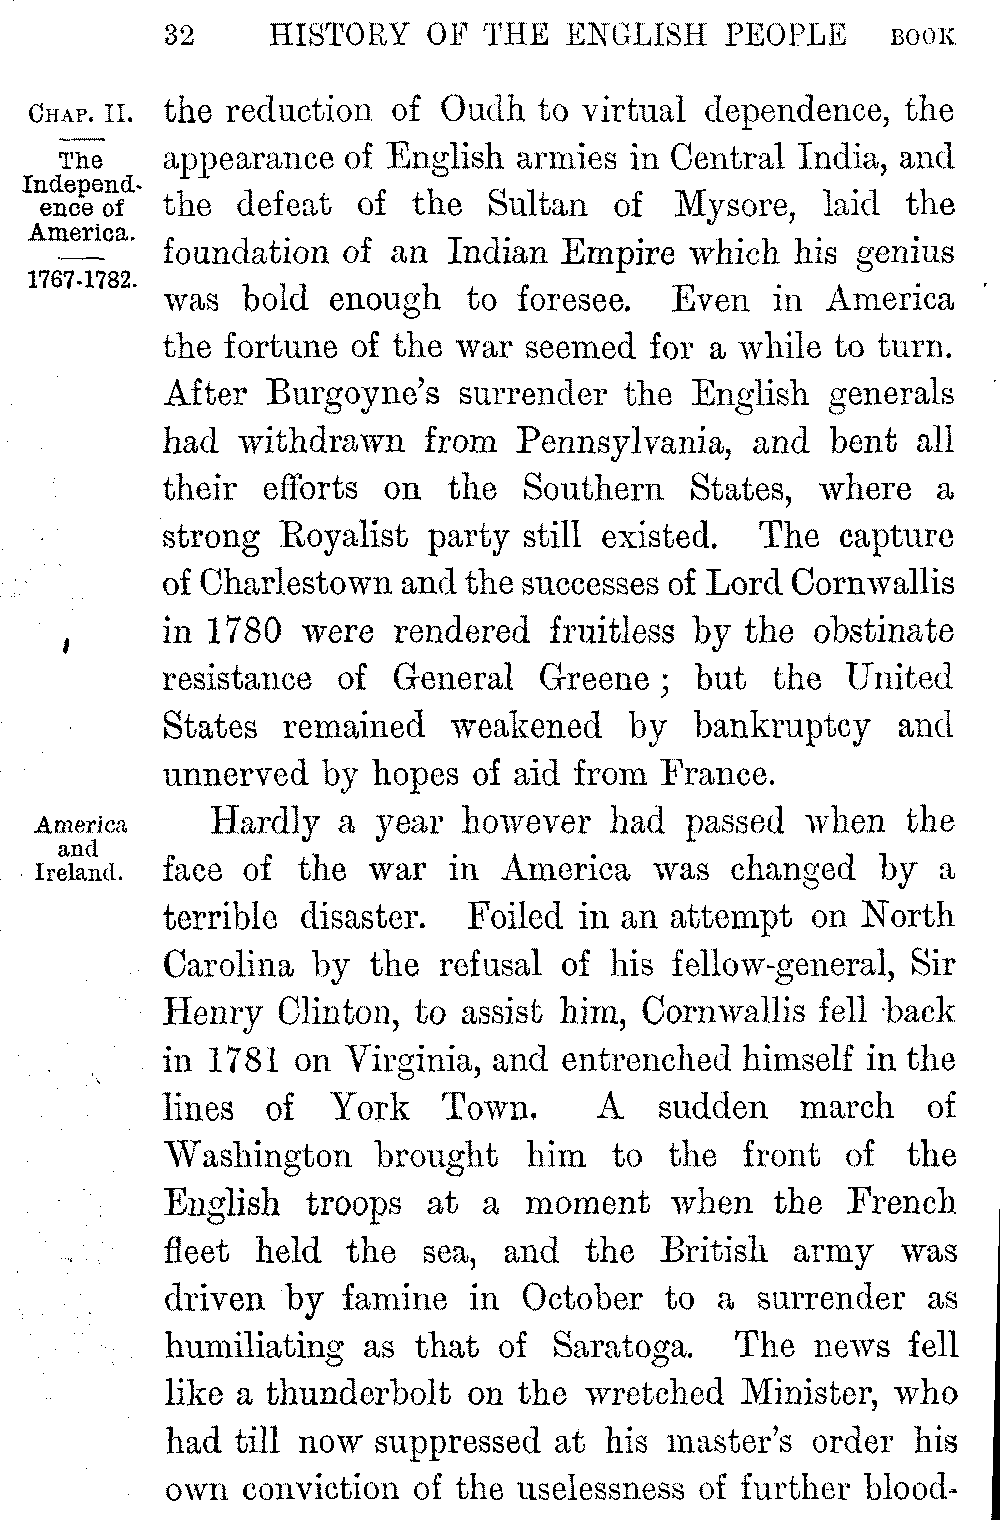 32 HISTORY OF THE ENGLISH PEOPLE BOOK
CHAP. II.
The
Independ-
ence of
America.
1767-1782.
the reduction of Oudh to virtual dependence, the
appearance of English armies in Central India, and
the defeat of the Sultan of Mysore, laid the
foundation of an Indian Empire which his genius
was bold enough to foresee. Even in America
the fortune of the war seemed for a while to turn.
After Burgoyne's surrender the English generals
had withdrawn from Pennsylvania, and bent all
their efforts on the Southern States, where a
strong Royalist party still existed. The capture
of Charlestown and the successes of Lord Cornwallis
in 1780 were rendered fruitless by the obstinate
resistance of General Greene; but the United
States remained weakened by bankruptcy and
unnerved by hopes of aid from France.
America
and
Ireland.
Hardly a year however had passed when the
face of the war in America was changed by a
terrible disaster. Foiled in an attempt on North
Carolina by the refusal of his fellow-general, Sir
Henry Clinton, to assist him, Cornwallis fell back
in 1781 on Virginia, and entrenched himself in the
lines of York Town. A sudden march of
Washington brought him to the front of the
English troops at a moment when the French
fleet held the sea, and the British army was
driven by famine in October to a surrender as
humiliating as that of Saratoga. The news fell
like a thunderbolt on the wretched Minister, who
had till now suppressed at his master's order his
own conviction of the uselessness of further blood-